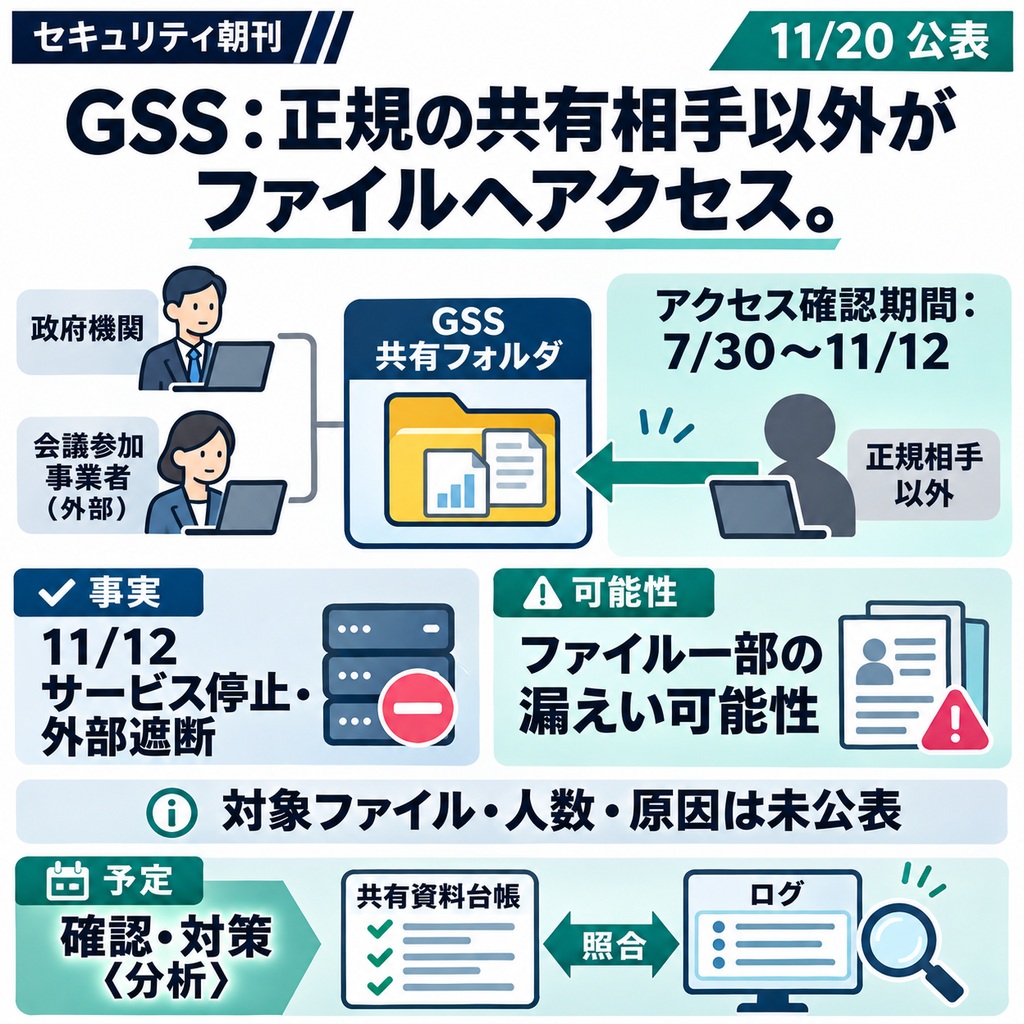 セキュリティ朝刊
11/20 公表
GSS：正規の共有相手以外が
ファイルへアクセス。
政府機関
会議参加
事業者
（外部）
GSS
共有フォルダ
アクセス確認期間：
7/30～11/12
正規相手
以外
事実
11/12
サービス停止・
外部遮断
可能性
ファイル一部の
漏えい可能性
対象ファイル・人数・原因は未公表
予定
確認・対策
〈分析〉
共有資料台帳
照合
ログ